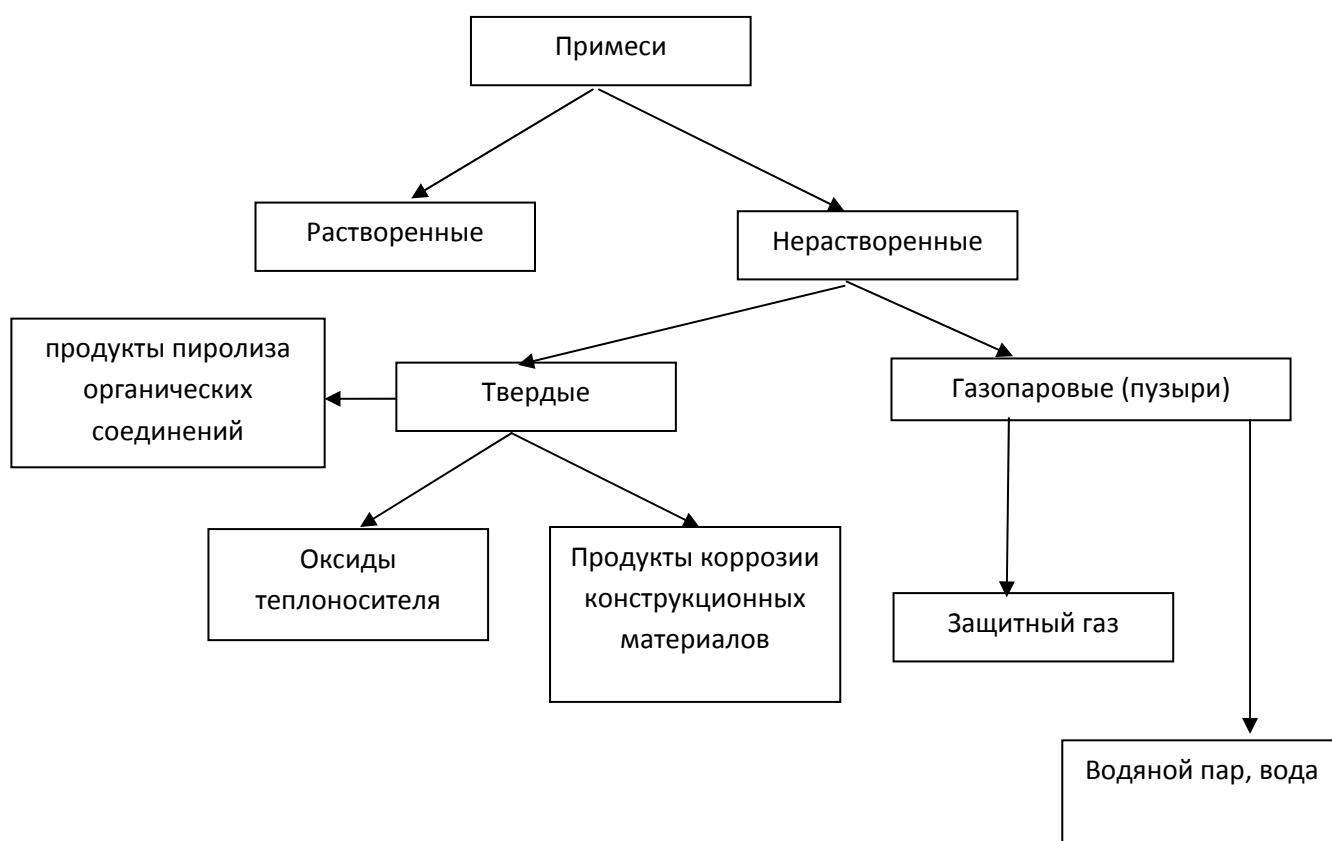 Примеси
Растворенные
Нерастворенные
продукты пиролиза
органических
соединений
Твердые
Газопаровые (пузыри)
Оксиды
теплоносителя
Продукты коррозии
конструкционных
материалов
Защитный газ
Водяной пар, вода